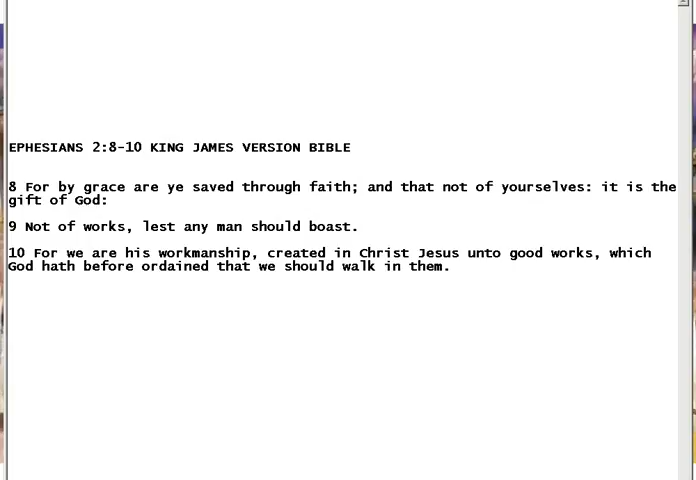 EPHESIANS 2:8-10 KING JAMES VERSION BIBLE
8 For by grace are ye saved through faith; and that not of yourselves: it is the
gift of God:
9 Not of works, lest any man should boast.
10 For we are his workmanship, created in Christ Jesus unto good works, which
God hath before ordained that we should walk in them.